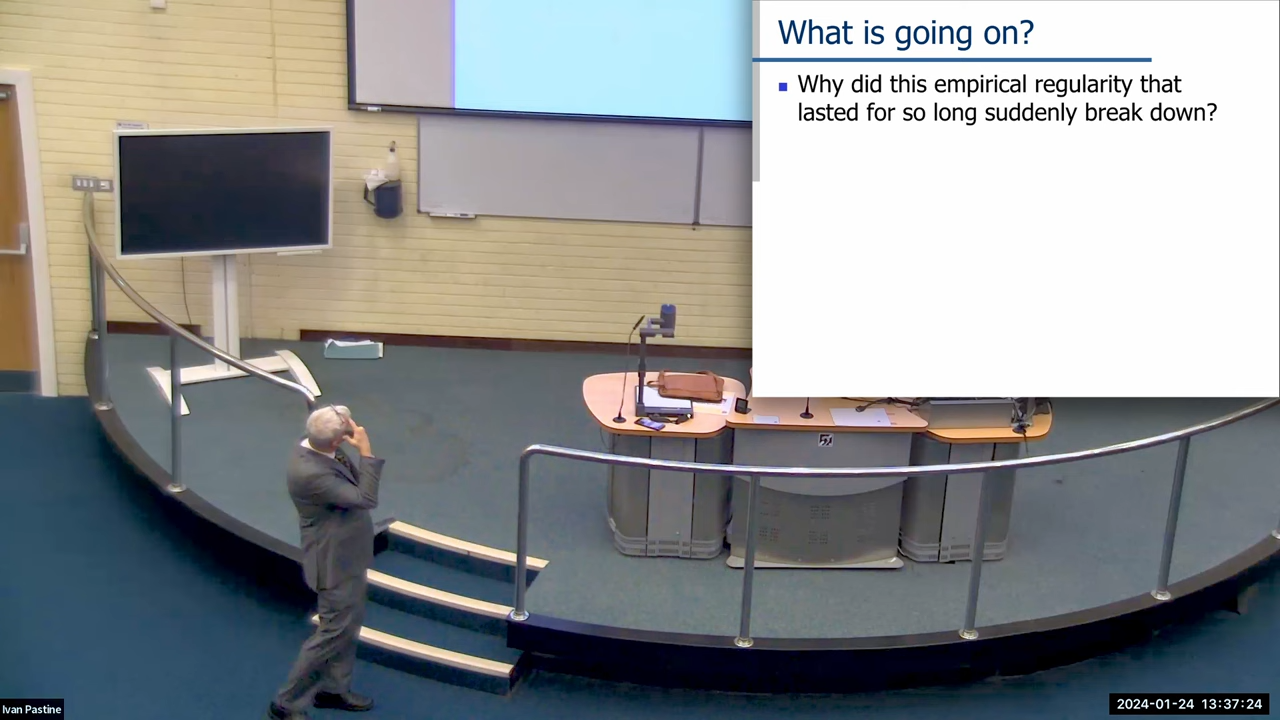 What is going on?
Why did this empirical regularity that
lasted for so long suddenly break down?
Ivan Pastine
2024-01-24 13:37:24